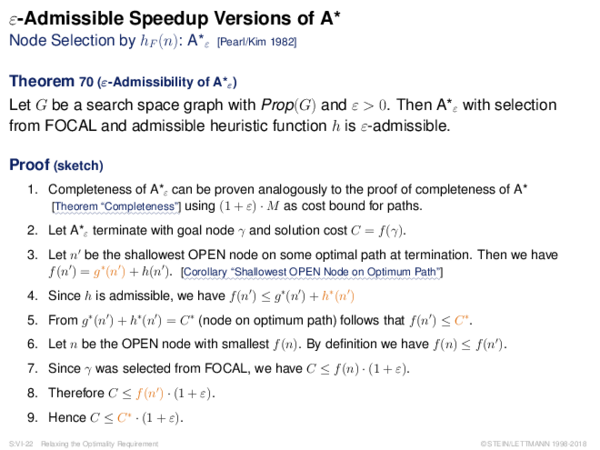 ε-Admissible Speedup Versions of A*
Node Selection by h_F(n): A*_ε [Pearl/Kim 1982]
Theorem 70 (ε-Admissibility of A*_ε)
Let G be a search space graph with Prop(G) and ε > 0. Then A*_ε with selection
from FOCAL and admissible heuristic function h is ε-admissible.
Proof (sketch)
1. Completeness of A*_ε can be proven analogously to the proof of completeness of A*
[Theorem "Completeness"] using (1 + ε) · M as cost bound for paths.
2. Let A*_ε terminate with goal node γ and solution cost C = f(γ).
3. Let n′ be the shallowest OPEN node on some optimal path at termination. Then we have
f(n′) = g*(n′) + h(n′). [Corollary "Shallowest OPEN Node on Optimum Path"]
4. Since h is admissible, we have f(n′) ≤ g*(n′) + h*(n′)
5. From g*(n′) + h*(n′) = C* (node on optimum path) follows that f(n′) ≤ C*.
6. Let n be the OPEN node with smallest f(n). By definition we have f(n) ≤ f(n′).
7. Since γ was selected from FOCAL, we have C ≤ f(n) · (1 + ε).
8. Therefore C ≤ f(n′) · (1 + ε).
9. Hence C ≤ C* · (1 + ε).
S:VI-22 Relaxing the Optimality Requirement ©STEIN/LETTMANN 1998-2018